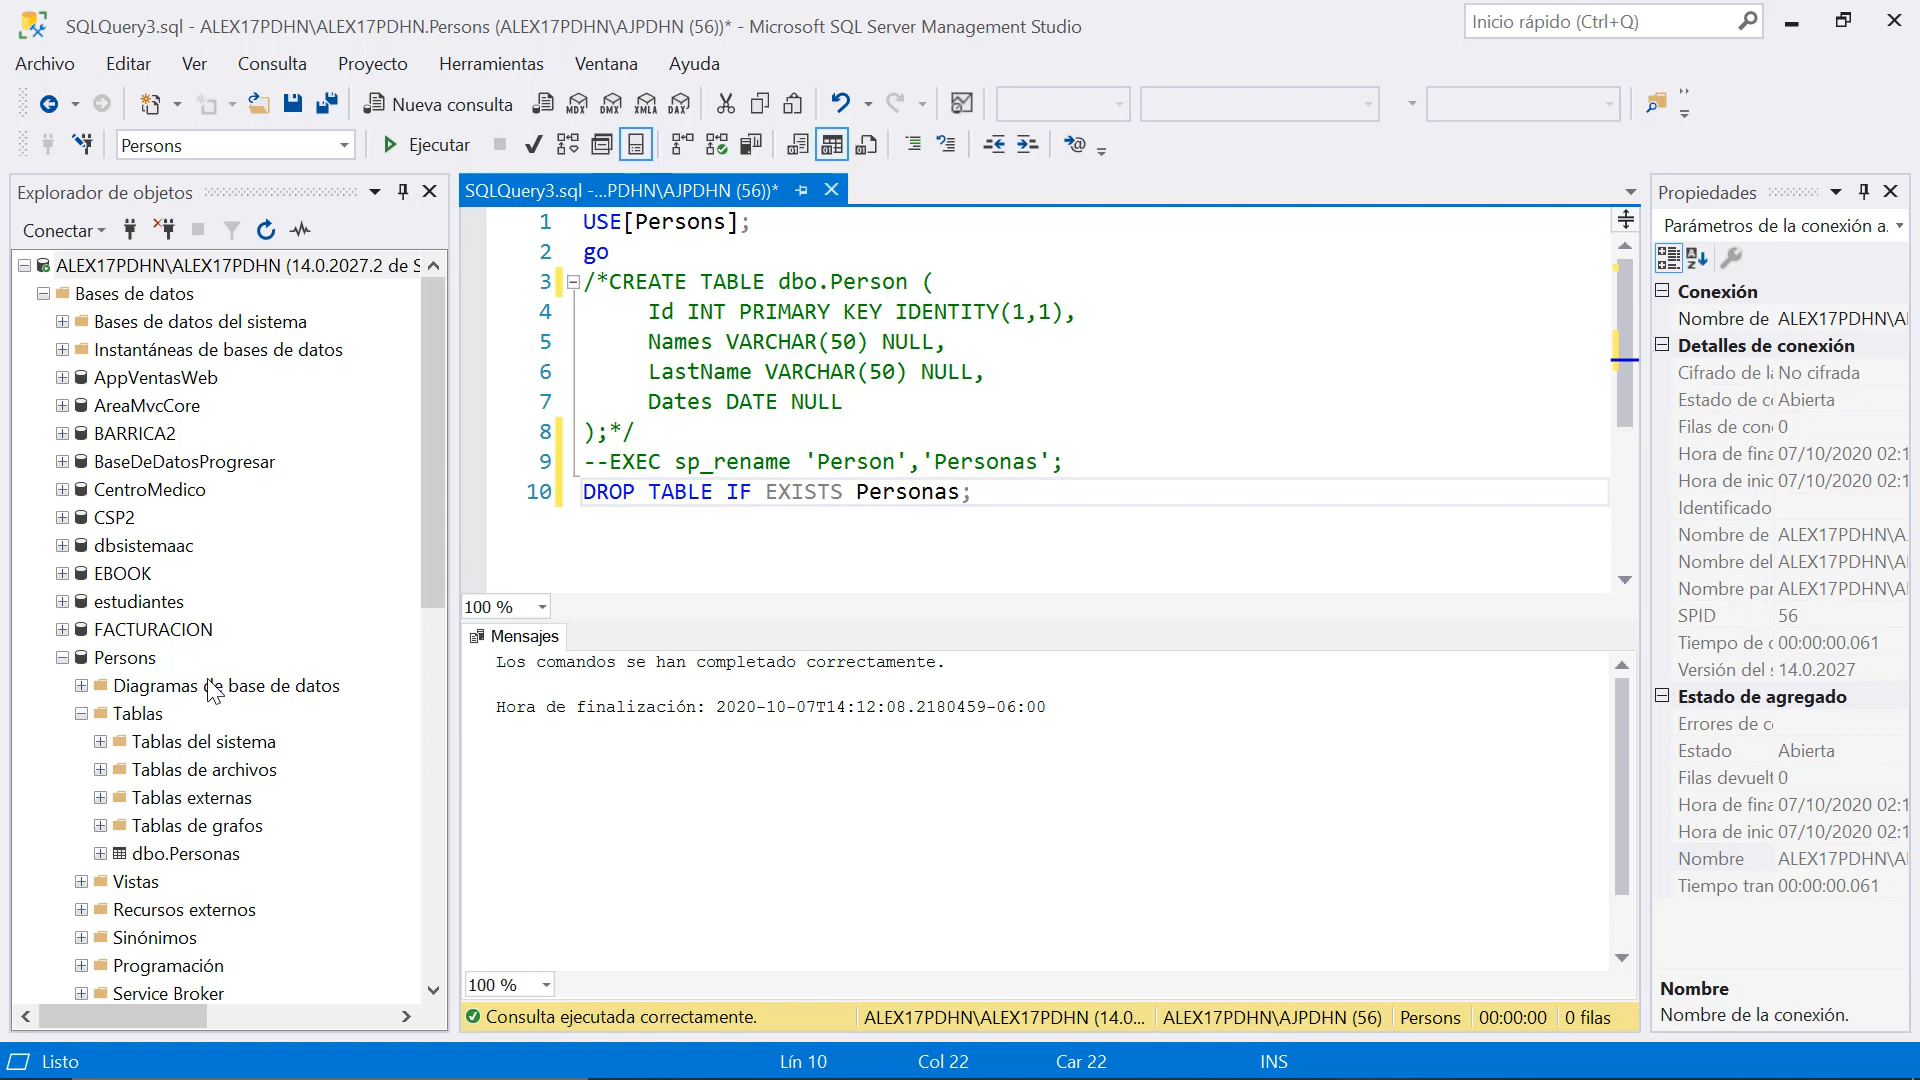 SQLQuery3.sql - ALEX17PDHN\ALEX17PDHN.Persons (ALEX17PDHN\AJPDHN (56))* - Microsoft SQL Server Management Studio
Inicio rápido (Ctrl+Q)
Archivo Editar Ver Consulta Proyecto Herramientas Ventana Ayuda
Nueva consulta MDX DMX XMLA DAX
Persons Ejecutar
Explorador de objetos
Conectar
ALEX17PDHN\ALEX17PDHN (14.0.2027.2 de S
Bases de datos
Bases de datos del sistema
Instantáneas de bases de datos
AppVentasWeb
AreaMvcCore
BARRICA2
BaseDeDatosProgresar
CentroMedico
CSP2
dbsistemaac
EBOOK
estudiantes
FACTURACION
Persons
Diagramas de base de datos
Tablas
Tablas del sistema
Tablas de archivos
Tablas externas
Tablas de grafos
dbo.Personas
Vistas
Recursos externos
Sinónimos
Programación
Service Broker
SQLQuery3.sql -...PDHN\AJPDHN (56))*
1 USE[Persons];
2 go
3 /*CREATE TABLE dbo.Person (
4 Id INT PRIMARY KEY IDENTITY(1,1),
5 Names VARCHAR(50) NULL,
6 LastName VARCHAR(50) NULL,
7 Dates DATE NULL
8 );*/
9 --EXEC sp_rename 'Person','Personas';
10 DROP TABLE IF EXISTS Personas;
100 %
Mensajes
Los comandos se han completado correctamente.
Hora de finalización: 2020-10-07T14:12:08.2180459-06:00
100 %
Consulta ejecutada correctamente. ALEX17PDHN\ALEX17PDHN (14.0... ALEX17PDHN\AJPDHN (56) Persons 00:00:00 0 filas
Propiedades
Parámetros de la conexión a.
Conexión
Nombre de ALEX17PDHN\A
Detalles de conexión
Cifrado de la No cifrada
Estado de c Abierta
Filas de con 0
Hora de fina 07/10/2020 02:1
Hora de inic 07/10/2020 02:1
Identificado
Nombre de ALEX17PDHN\A.
Nombre del ALEX17PDHN\A
Nombre par ALEX17PDHN\A
SPID 56
Tiempo de c 00:00:00.061
Versión del s 14.0.2027
Estado de agregado
Errores de c
Estado Abierta
Filas devuelt 0
Hora de fina 07/10/2020 02:1
Hora de inic 07/10/2020 02:1
Nombre ALEX17PDHN\A
Tiempo tran 00:00:00.061
Nombre
Nombre de la conexión.
Listo Lín 10 Col 22 Car 22 INS